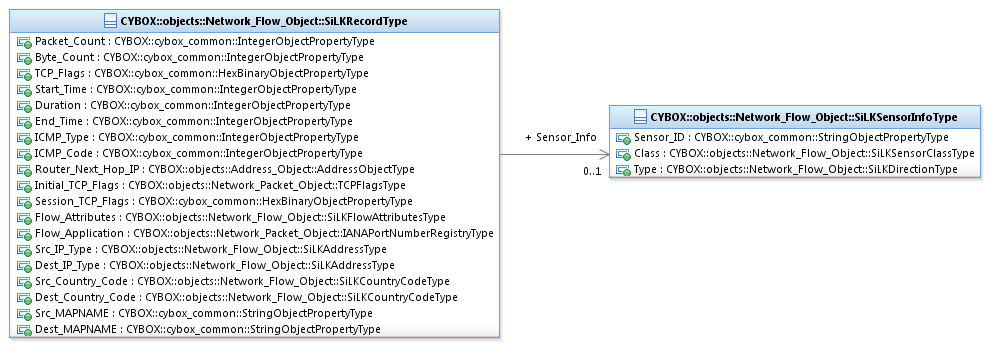 CYBOX::objects::Network_Flow_Object::SiLKRecordType
Packet_Count : CYBOX::cybox_common::IntegerObjectPropertyType
Byte_Count : CYBOX::cybox_common::IntegerObjectPropertyType
TCP_Flags : CYBOX::cybox_common::HexBinaryObjectPropertyType
Start_Time : CYBOX::cybox_common::IntegerObjectPropertyType
Duration : CYBOX::cybox_common::IntegerObjectPropertyType
End_Time : CYBOX::cybox_common::IntegerObjectPropertyType
ICMP_Type : CYBOX::cybox_common::IntegerObjectPropertyType
ICMP_Code : CYBOX::cybox_common::IntegerObjectPropertyType
Router_Next_Hop_IP : CYBOX::objects::Address_Object::AddressObjectType
Initial_TCP_Flags : CYBOX::objects::Network_Packet_Object::TCPFlagsType
Session_TCP_Flags : CYBOX::cybox_common::HexBinaryObjectPropertyType
Flow_Attributes : CYBOX::objects::Network_Flow_Object::SiLKFlowAttributesType
Flow_Application : CYBOX::objects::Network_Packet_Object::IANAPortNumberRegistryType
Src_IP_Type : CYBOX::objects::Network_Flow_Object::SiLKAddressType
Dest_IP_Type : CYBOX::objects::Network_Flow_Object::SiLKAddressType
Src_Country_Code : CYBOX::objects::Network_Flow_Object::SiLKCountryCodeType
Dest_Country_Code : CYBOX::objects::Network_Flow_Object::SiLKCountryCodeType
Src_MAPNAME : CYBOX::cybox_common::StringObjectPropertyType
Dest_MAPNAME : CYBOX::cybox_common::StringObjectPropertyType
+ Sensor_Info
0..1
CYBOX::objects::Network_Flow_Object::SiLKSensorInfoType
Sensor_ID : CYBOX::cybox_common::StringObjectPropertyType
Class : CYBOX::objects::Network_Flow_Object::SiLKSensorClassType
Type : CYBOX::objects::Network_Flow_Object::SiLKDirectionType